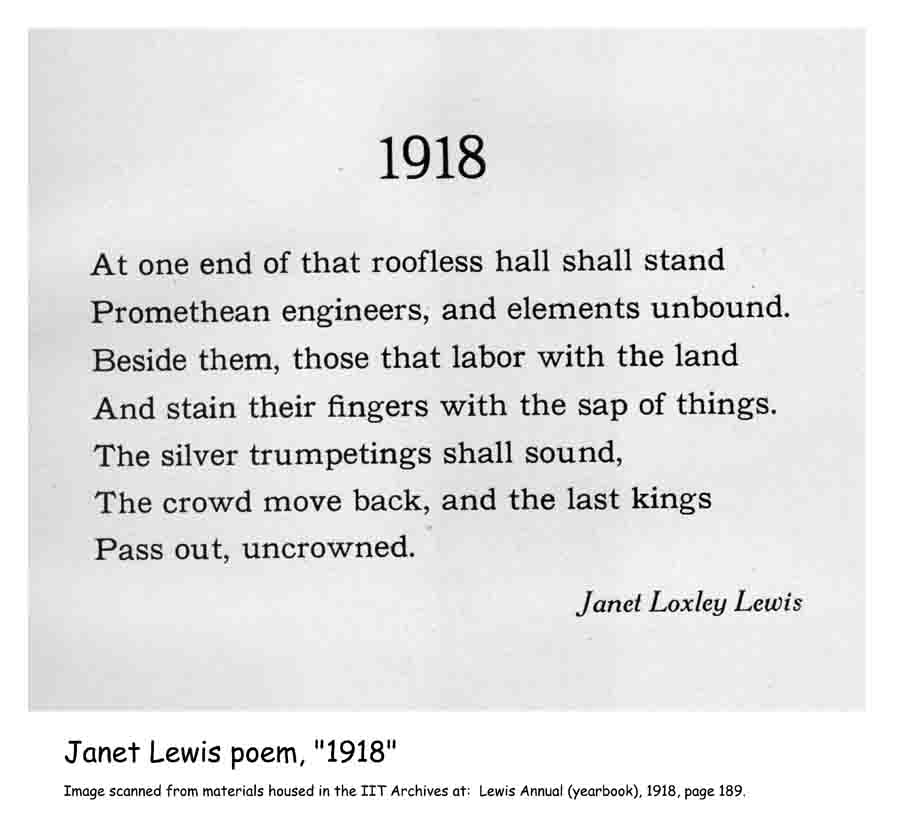 1918
At one end of that roofless hall shall stand
Promethean engineers, and elements unbound.
Beside them, those that labor with the land
And stain their fingers with the sap of things.
The silver trumpetings shall sound,
The crowd move back, and the last kings
Pass out, uncrowned.
Janet Loxley Lewis
Janet Lewis poem, "1918"
Image scanned from materials housed in the IIT Archives at:  Lewis Annual (yearbook), 1918, page 189.